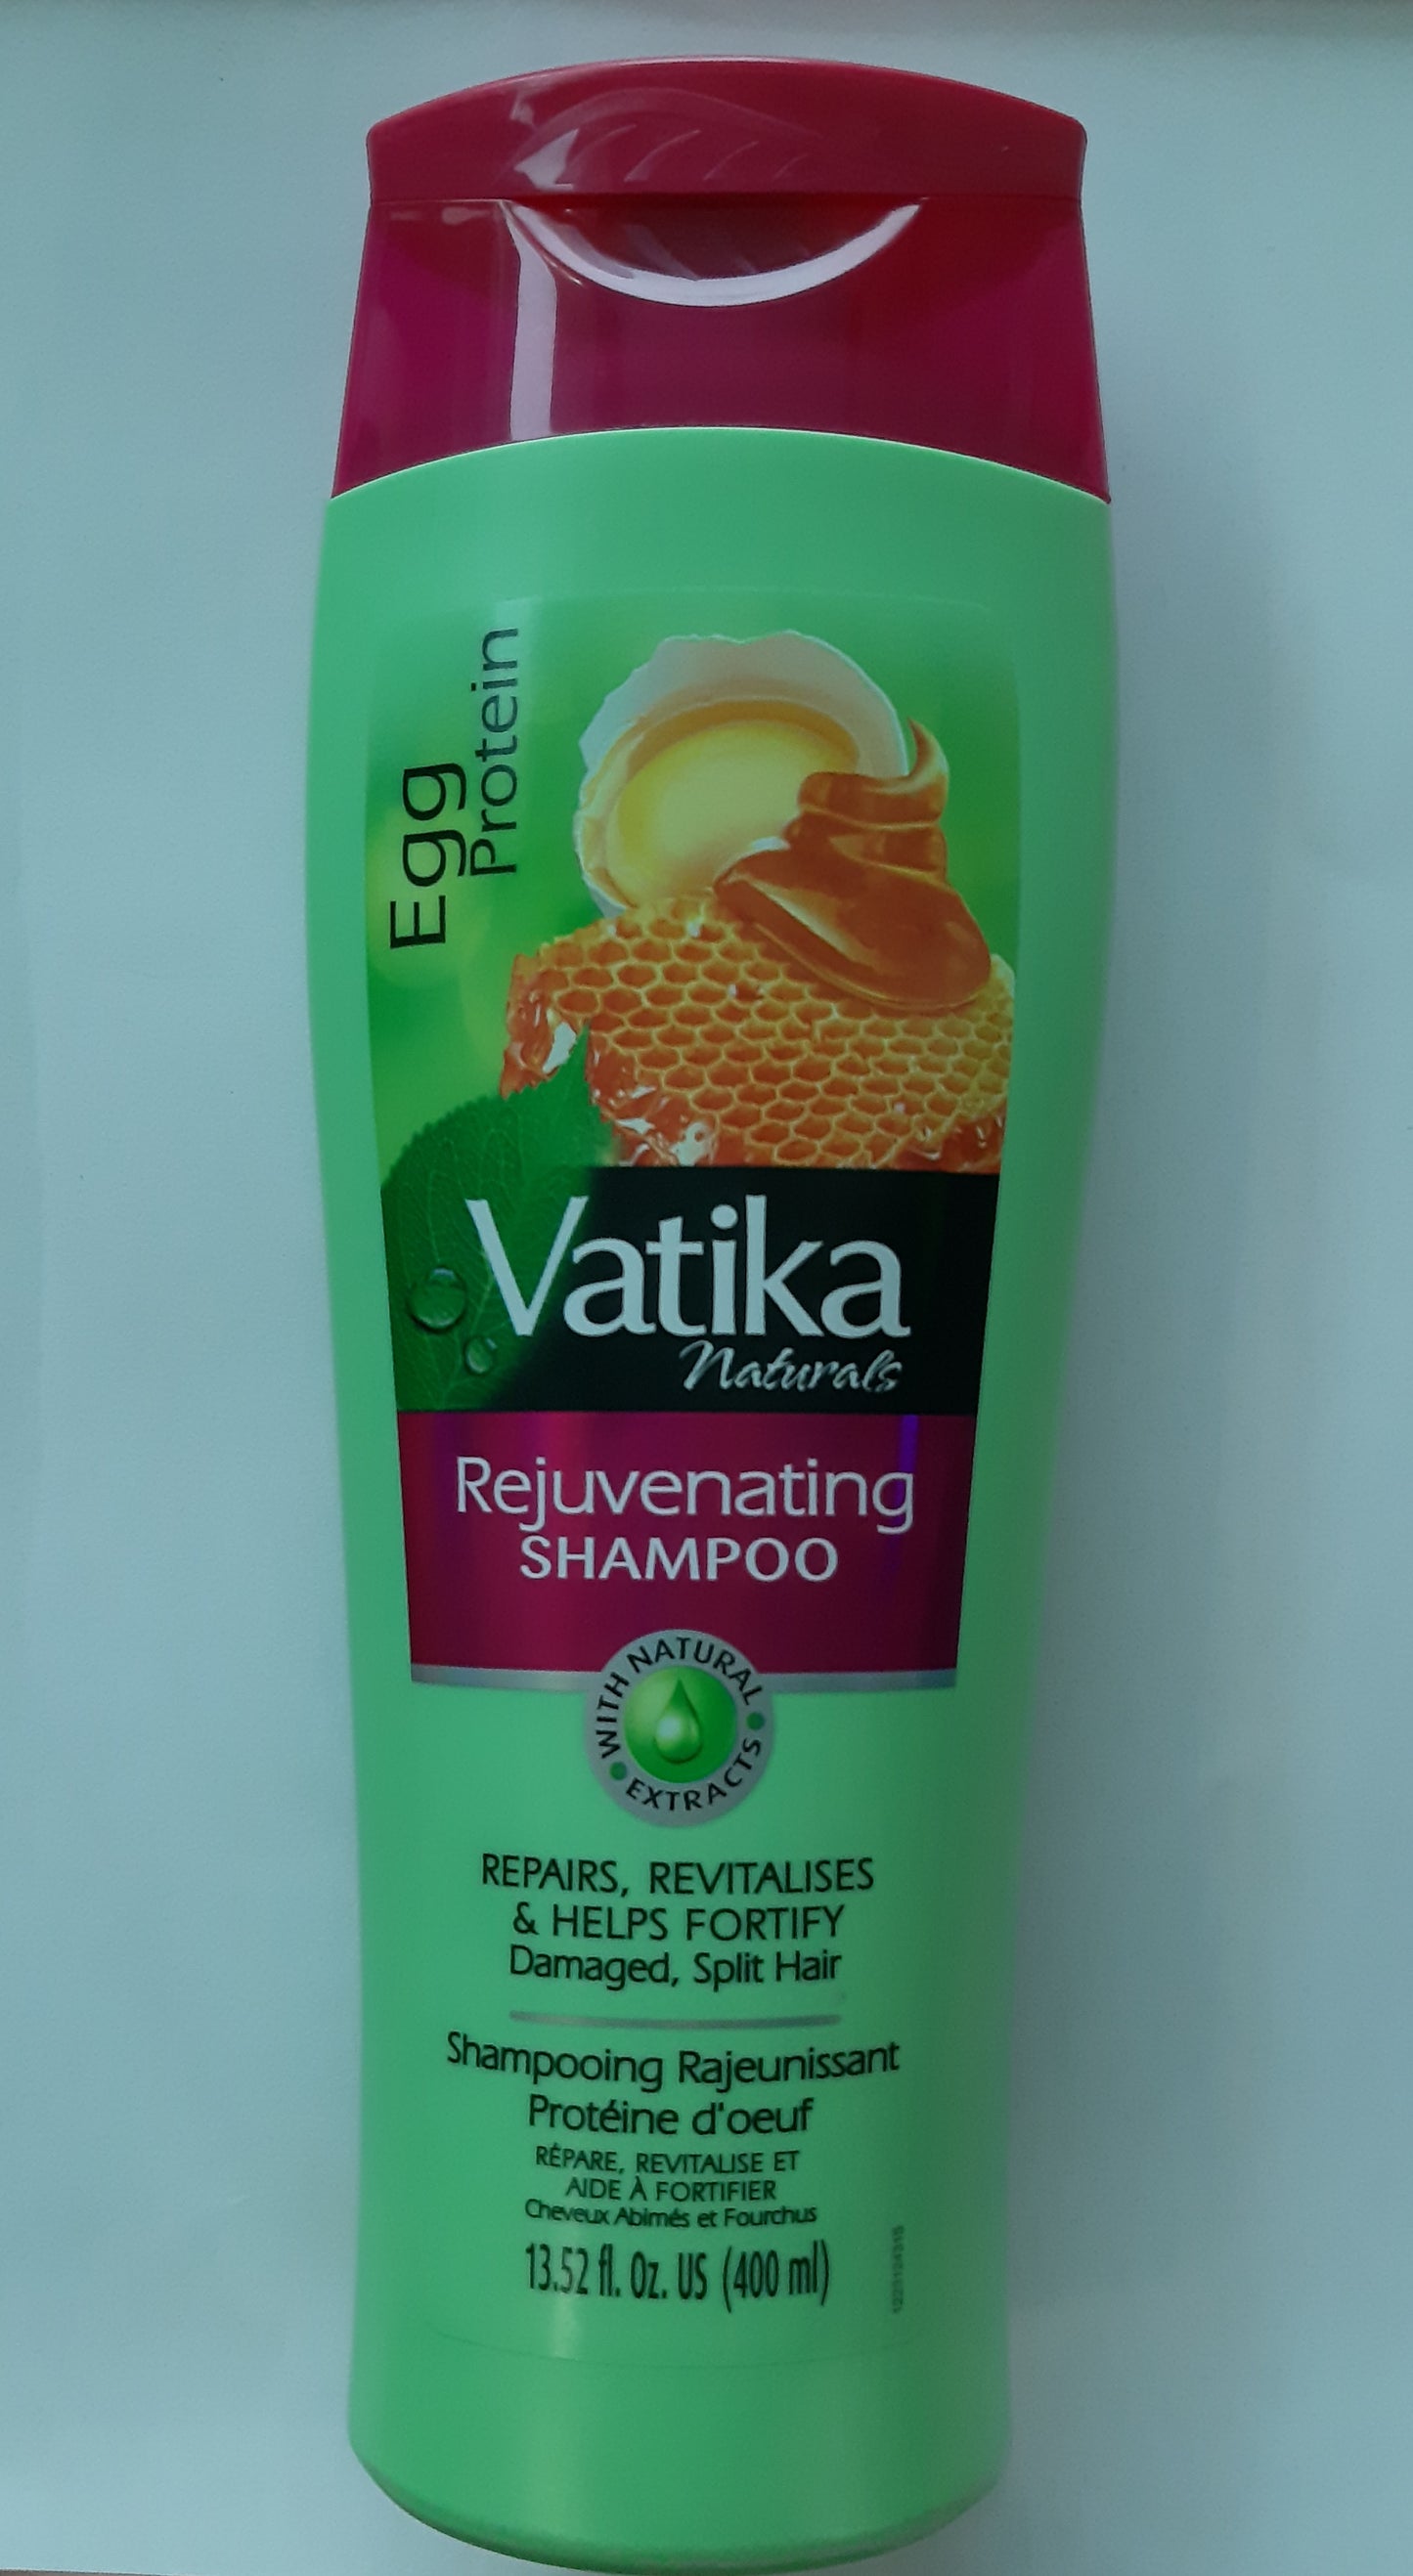 Egg
Protein
Vatika
Naturals
Rejuvenating
SHAMPOO
WITH NATURAL
EXTRACTS
REPAIRS, REVITALISES
& HELPS FORTIFY
Damaged, Split Hair
Shampooing Rajeunissant
Protéine d'oeuf
RÉPARE, REVITALISE ET
AIDE À FORTIFIER
Cheveux Abîmés et Fourchus
13.52 fl. Oz. US (400 ml)